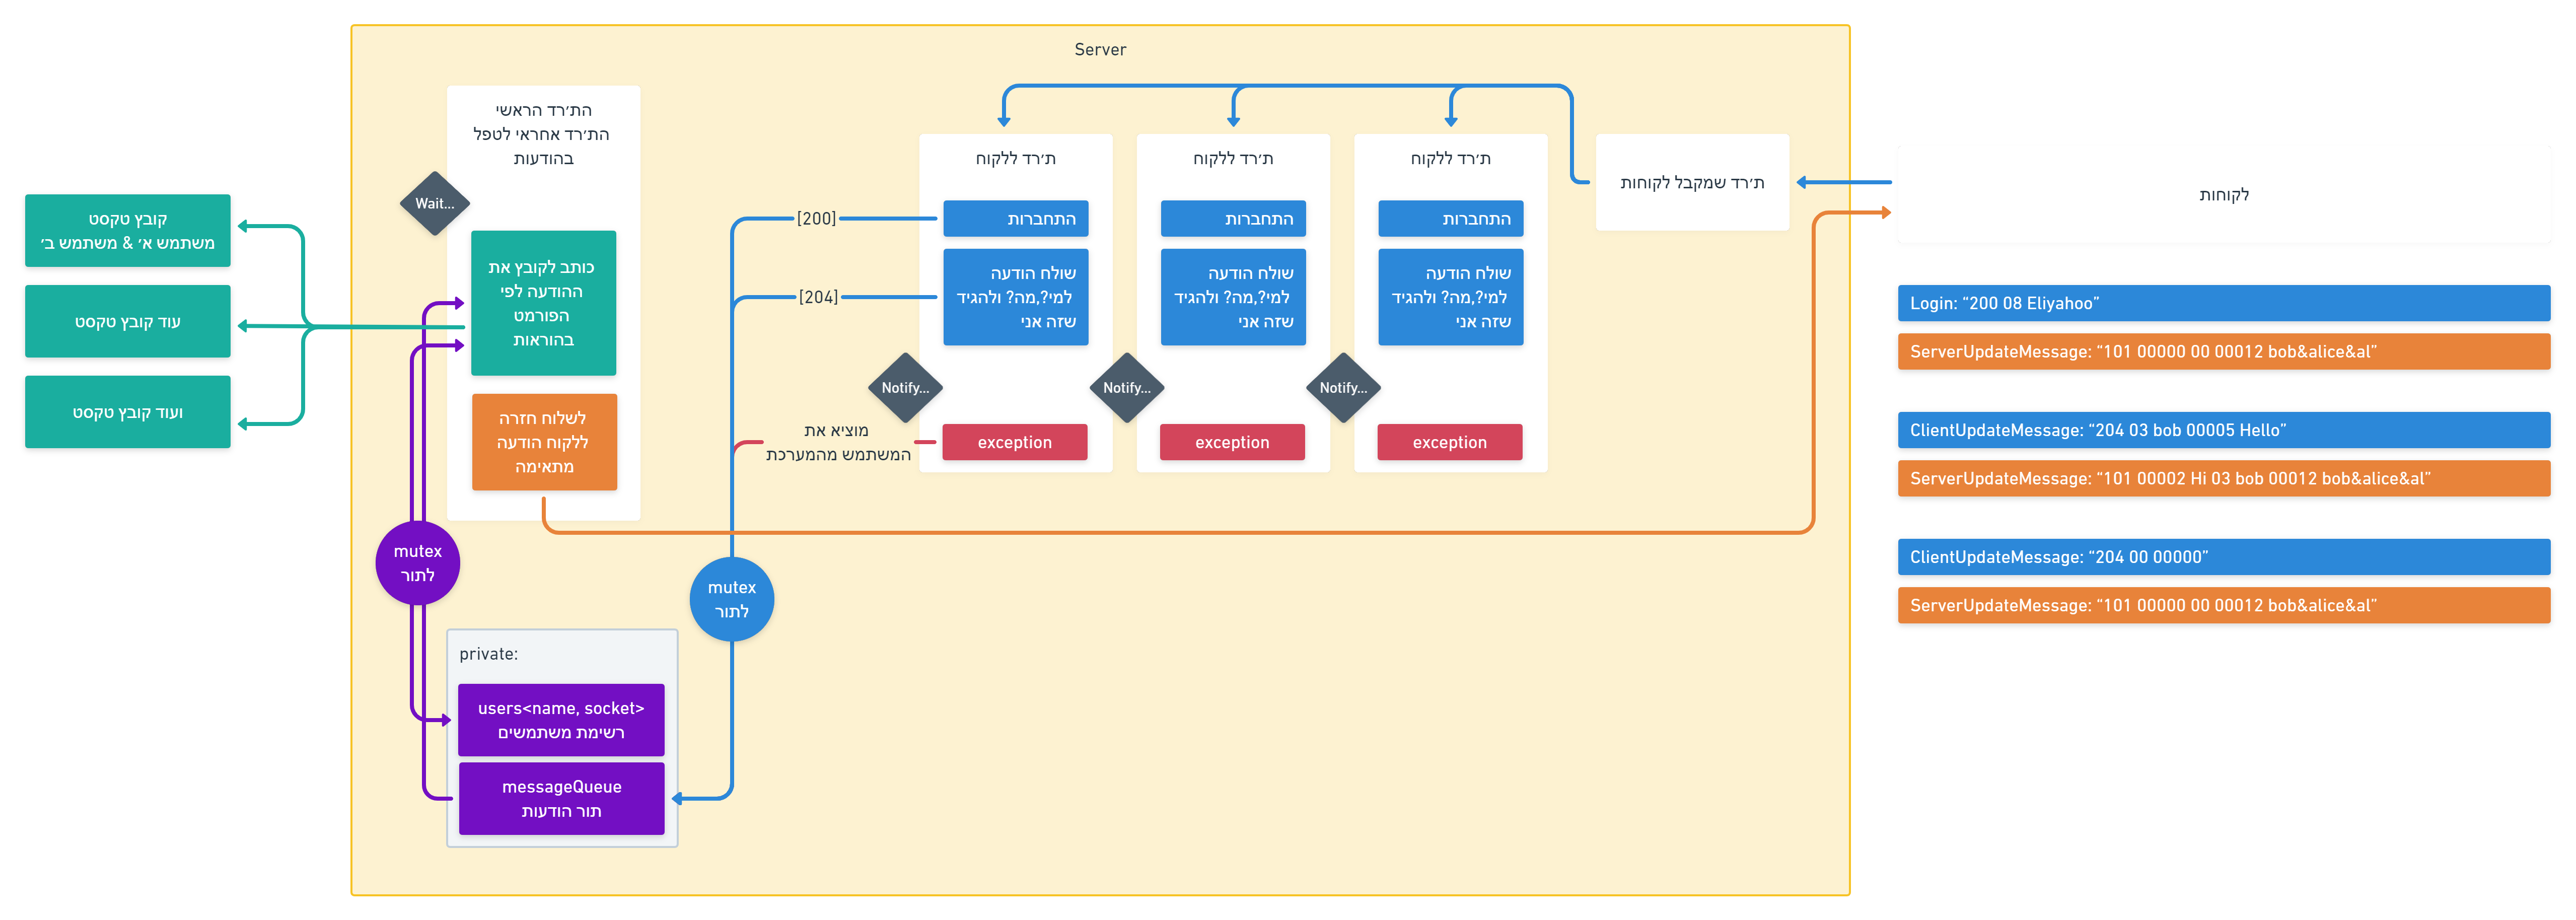 Server
הת׳רד הראשי
התרד אחראי לטפל
בהודעות
Wait...
כותב לקובץ את
ההודעה לפי
הפורמט
בהוראות
לשלוח חזרה
ללקוח הודעה
מתאימה
קובץ טקסט
משתמש א׳ & משתמש ב׳
עוד קובץ טקסט
ועוד קובץ טקסט
mutex
לתור
private:
users<name, socket>
רשימת משתמשים
messageQueue
תור הודעות
mutex
לתור
[200]
[204]
מוציא את
המשתמש מהמערכת
ת׳רד ללקוח
התחברות
שולח הודעה
למי?,מה? ולהגיד
שזה אני
Notify...
exception
ת׳רד ללקוח
התחברות
שולח הודעה
למי?,מה? ולהגיד
שזה אני
Notify...
exception
ת׳רד ללקוח
התחברות
שולח הודעה
למי?,מה? ולהגיד
שזה אני
Notify...
exception
ת׳רד שמקבל לקוחות
לקוחות
Login: “200 08 Eliyahoo”
ServerUpdateMessage: “101 00000 00 00012 bob&alice&al”
ClientUpdateMessage: “204 03 bob 00005 Hello”
ServerUpdateMessage: “101 00002 Hi 03 bob 00012 bob&alice&al”
ClientUpdateMessage: “204 00 00000”
ServerUpdateMessage: “101 00000 00 00012 bob&alice&al”